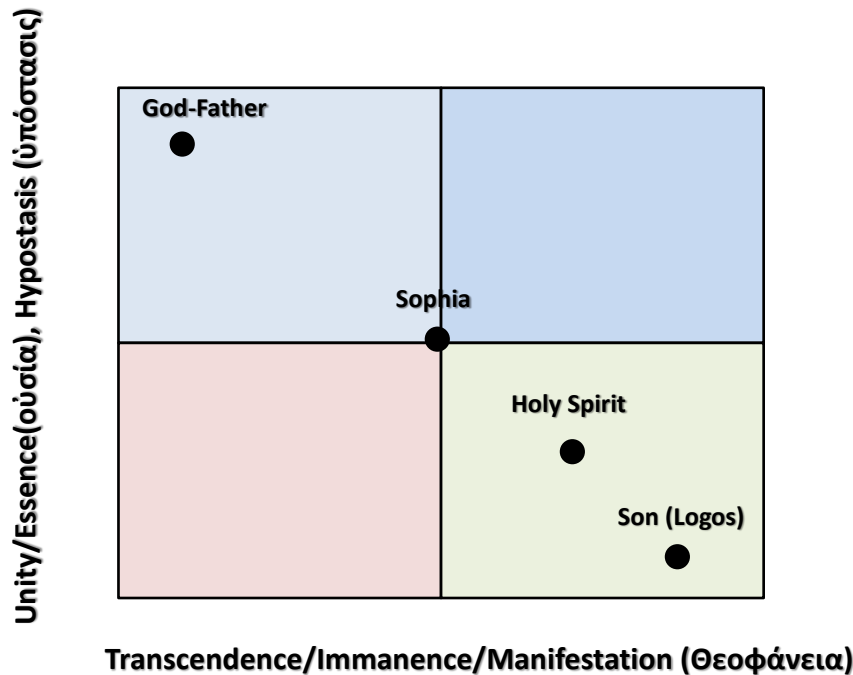 Unity/Essence(οὐσία), Hypostasis (ὑπόστασις)
God-Father
Sophia
Holy Spirit
Son (Logos)
Transcendence/Immanence/Manifestation (Θεοφάνεια)